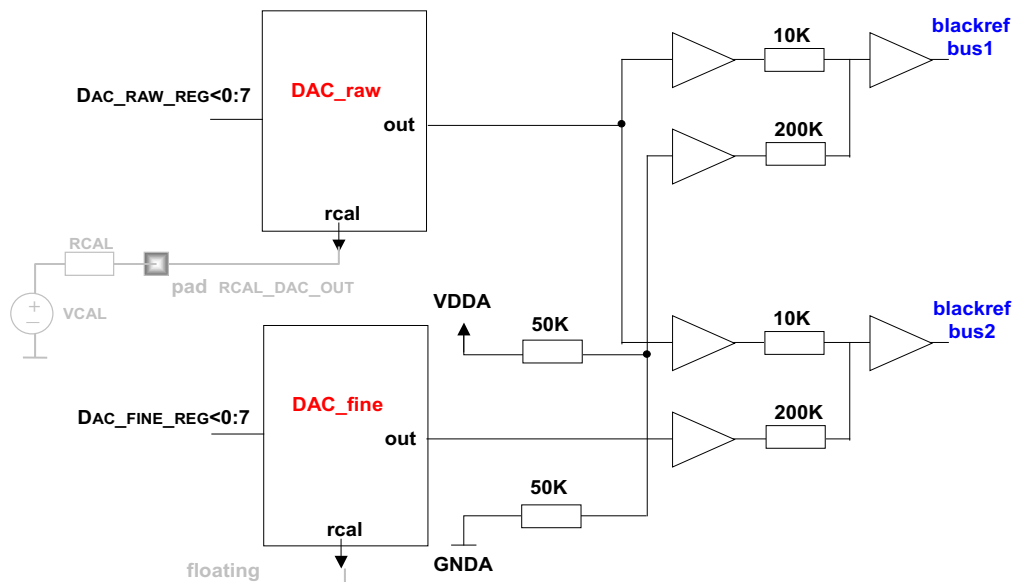 blackref
bus1
10K
DAC_RAW_REG<0:7
DAC_raw
out
200K
rcal
RCAL
pad RCAL_DAC_OUT
VCAL
VDDA
50K
blackref
bus2
10K
DAC_FINE_REG<0:7
DAC_fine
out
200K
50K
rcal
GNDA
floating